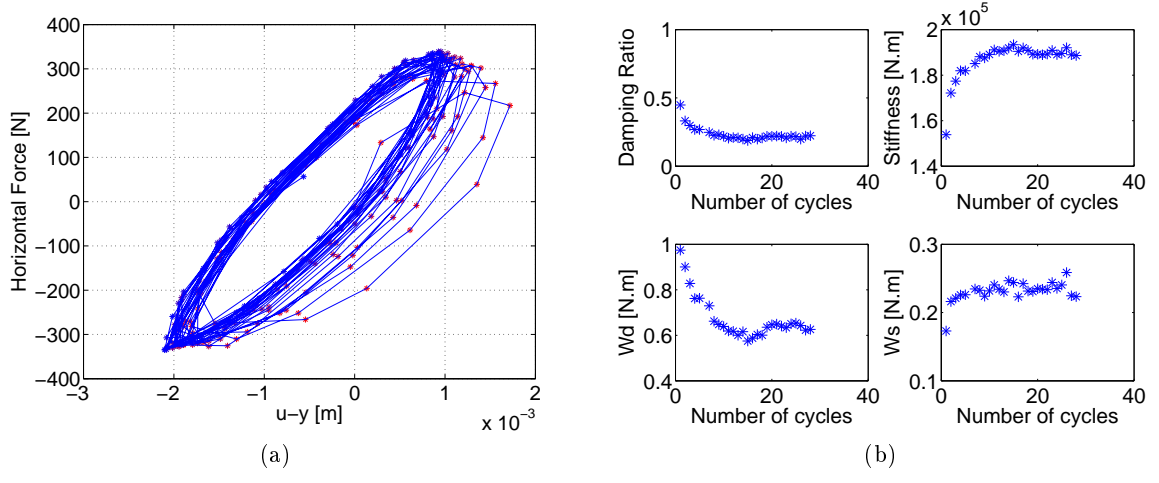 400
300
200
100
0
−100
−200
−300
−400
−3
−2
−1
0
1
2
x 10⁻³
Horizontal Force [N]
u−y [m]
(a)
1
0.5
0
0
20
40
Damping Ratio
Number of cycles
x 10⁵
2
1.8
1.6
1.4
0
20
40
Stiffness [N.m]
Number of cycles
1
0.8
0.6
0.4
0
20
40
Wd [N.m]
Number of cycles
0.3
0.2
0.1
0
20
40
Ws [N.m]
Number of cycles
(b)